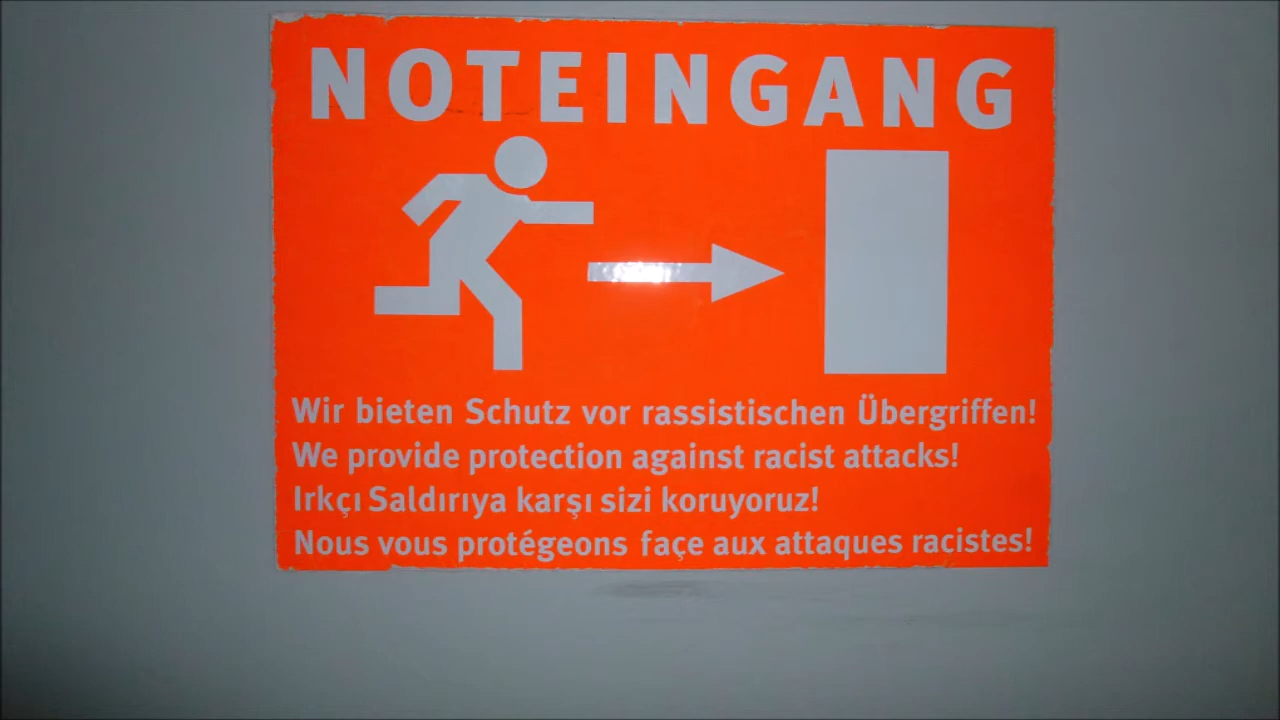 NOTEINGANG
Wir bieten Schutz vor rassistischen Übergriffen!
We provide protection against racist attacks!
Irkçı Saldırıya karşı sizi koruyoruz!
Nous vous protégeons façe aux attaques racistes!